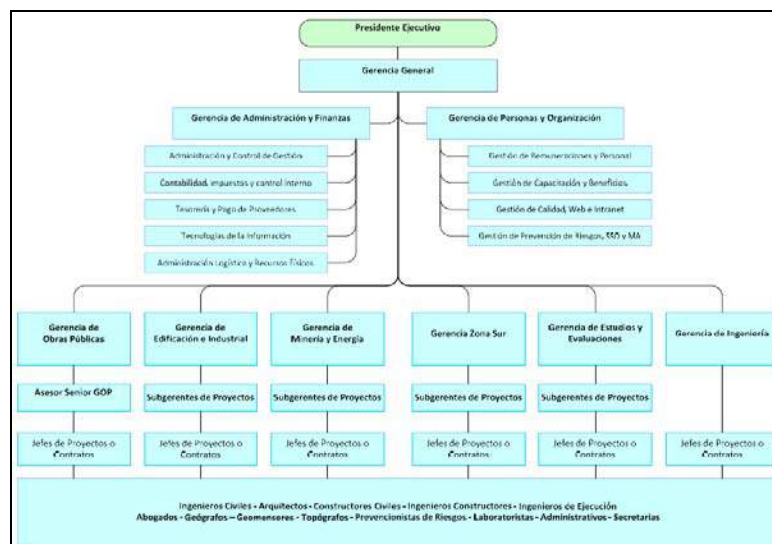 Presidente Ejecutivo
Gerencia General
Gerencia de Administración y Finanzas
Gerencia de Personas y Organización
Administración y Control de Gestión
Gestión de Remuneraciones y Personal
Contabilidad, Impuestos y control Interno
Gestión de Capacitación y Beneficios
Tesorería y Pago de Proveedores
Gestión de Calidad, Web e Intranet
Tecnologías de la Información
Gestión de Prevención de Riesgos, SSO y MA
Administración Logística y Recursos Físicos
Gerencia de
Obras Públicas
Gerencia de
Edificación e Industrial
Gerencia de
Minería y Energía
Gerencia Zona Sur
Gerencia de Estudios y
Evaluaciones
Gerencia de Ingeniería
Asesor Senior GOP
Subgerentes de Proyectos
Subgerentes de Proyectos
Subgerentes de Proyectos
Subgerentes de Proyectos
Jefes de Proyectos o
Contratos
Jefes de Proyectos o
Contratos
Jefes de Proyectos o
Contratos
Jefes de Proyectos o
Contratos
Jefes de Proyectos o
Contratos
Jefes de Proyectos o
Contratos
Ingenieros Civiles - Arquitectos - Constructores Civiles - Ingenieros Constructores - Ingenieros de Ejecución
Abogados - Geógrafos – Geomensores - Topógrafos - Prevencionistas de Riesgos - Laboratoristas - Administrativos - Secretarias